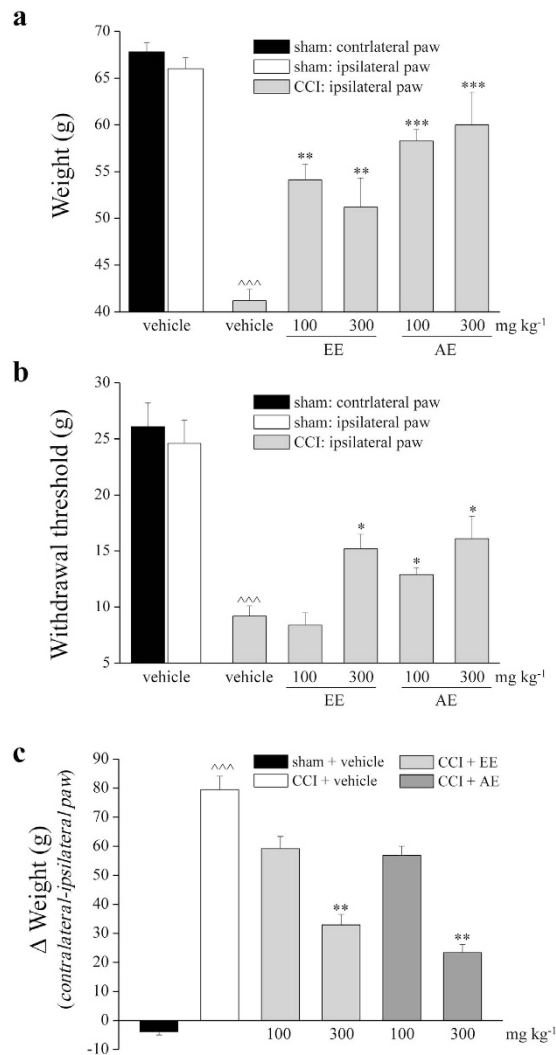 a
Weight (g)
70
65
60
55
50
45
40
sham: contrlateral paw
sham: ipsilateral paw
CCI: ipsilateral paw
^^^
**
**
***
***
vehicle
vehicle
100
300
100
300
mg kg⁻¹
EE
AE
b
Withdrawal threshold (g)
30
25
20
15
10
5
sham: contrlateral paw
sham: ipsilateral paw
CCI: ipsilateral paw
^^^
*
*
*
vehicle
vehicle
100
300
100
300
mg kg⁻¹
EE
AE
c
Δ Weight (g)
(contralateral-ipsilateral paw)
90
80
70
60
50
40
30
20
10
0
-10
sham + vehicle
CCI + vehicle
CCI + EE
CCI + AE
^^^
**
**
100
300
100
300
mg kg⁻¹